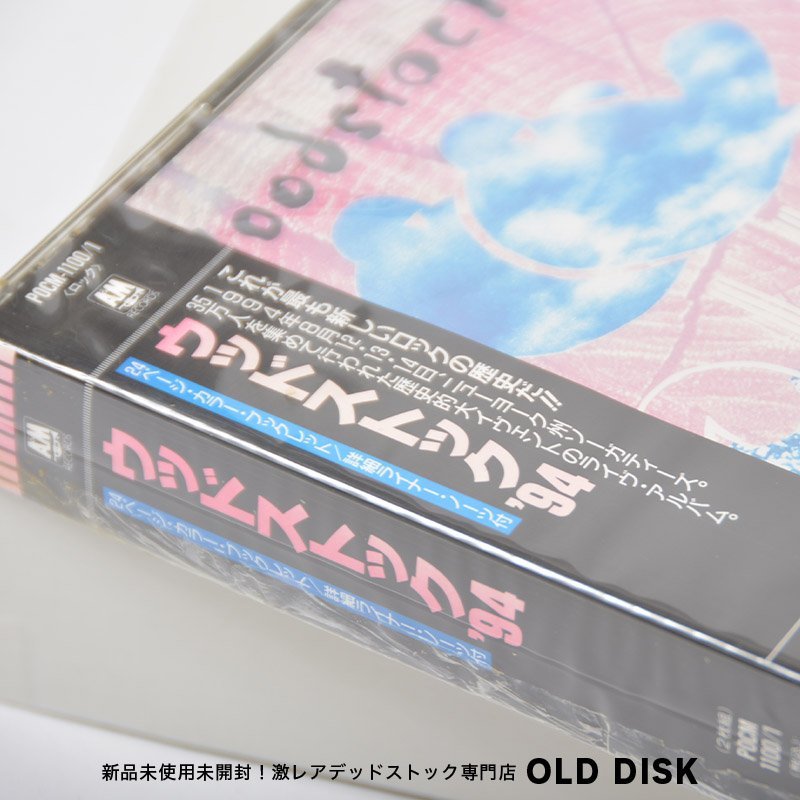 oodstock
POCM-1100/1
(ロック)
A&M
RECORDS
これが最も新しいロックの歴史だ!!
1994年8月12、13、14日、ニューヨーク州ソーガティーズ。
35万人を集めて行われた歴史的大イヴェントのライヴ・アルバム。
ウッドストック'94
24ページ・カラー・ブックレット/詳細ライナー・ノーツ付
A&M
RECORDS
ウッドストック'94
24ページ・カラー・ブックレット/詳細ライナー・ノーツ付
(2枚組)
POCM
1100/1
新品未使用未開封！激レアデッドストック専門店 OLD DISK